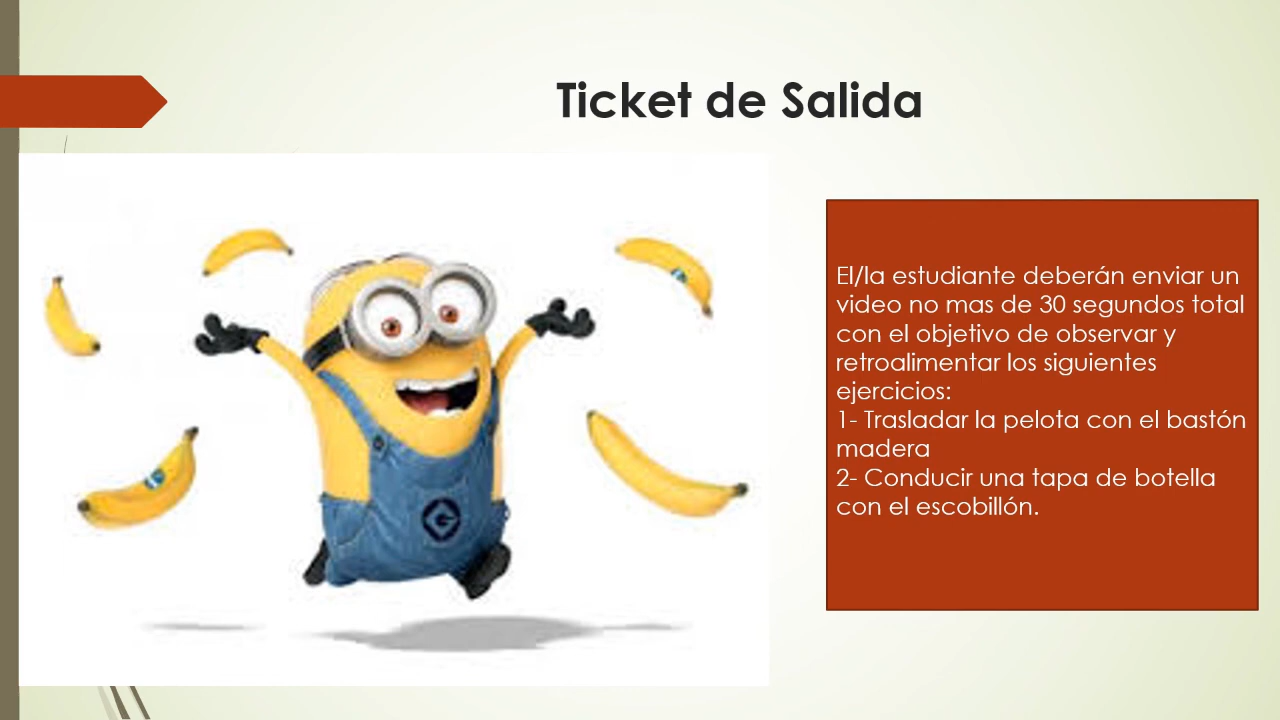 Ticket de Salida
El/la estudiante deberán enviar un
video no mas de 30 segundos total
con el objetivo de observar y
retroalimentar los siguientes
ejercicios:
1- Trasladar la pelota con el bastón
madera
2- Conducir una tapa de botella
con el escobillón.